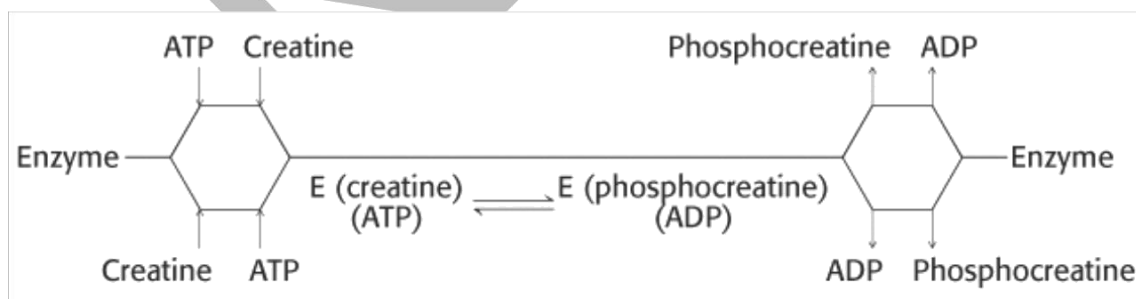 ATP Creatine Phosphocreatine ADP
Enzyme Enzyme
E (creatine) E (phosphocreatine)
(ATP) (ADP)
Creatine ATP ADP Phosphocreatine